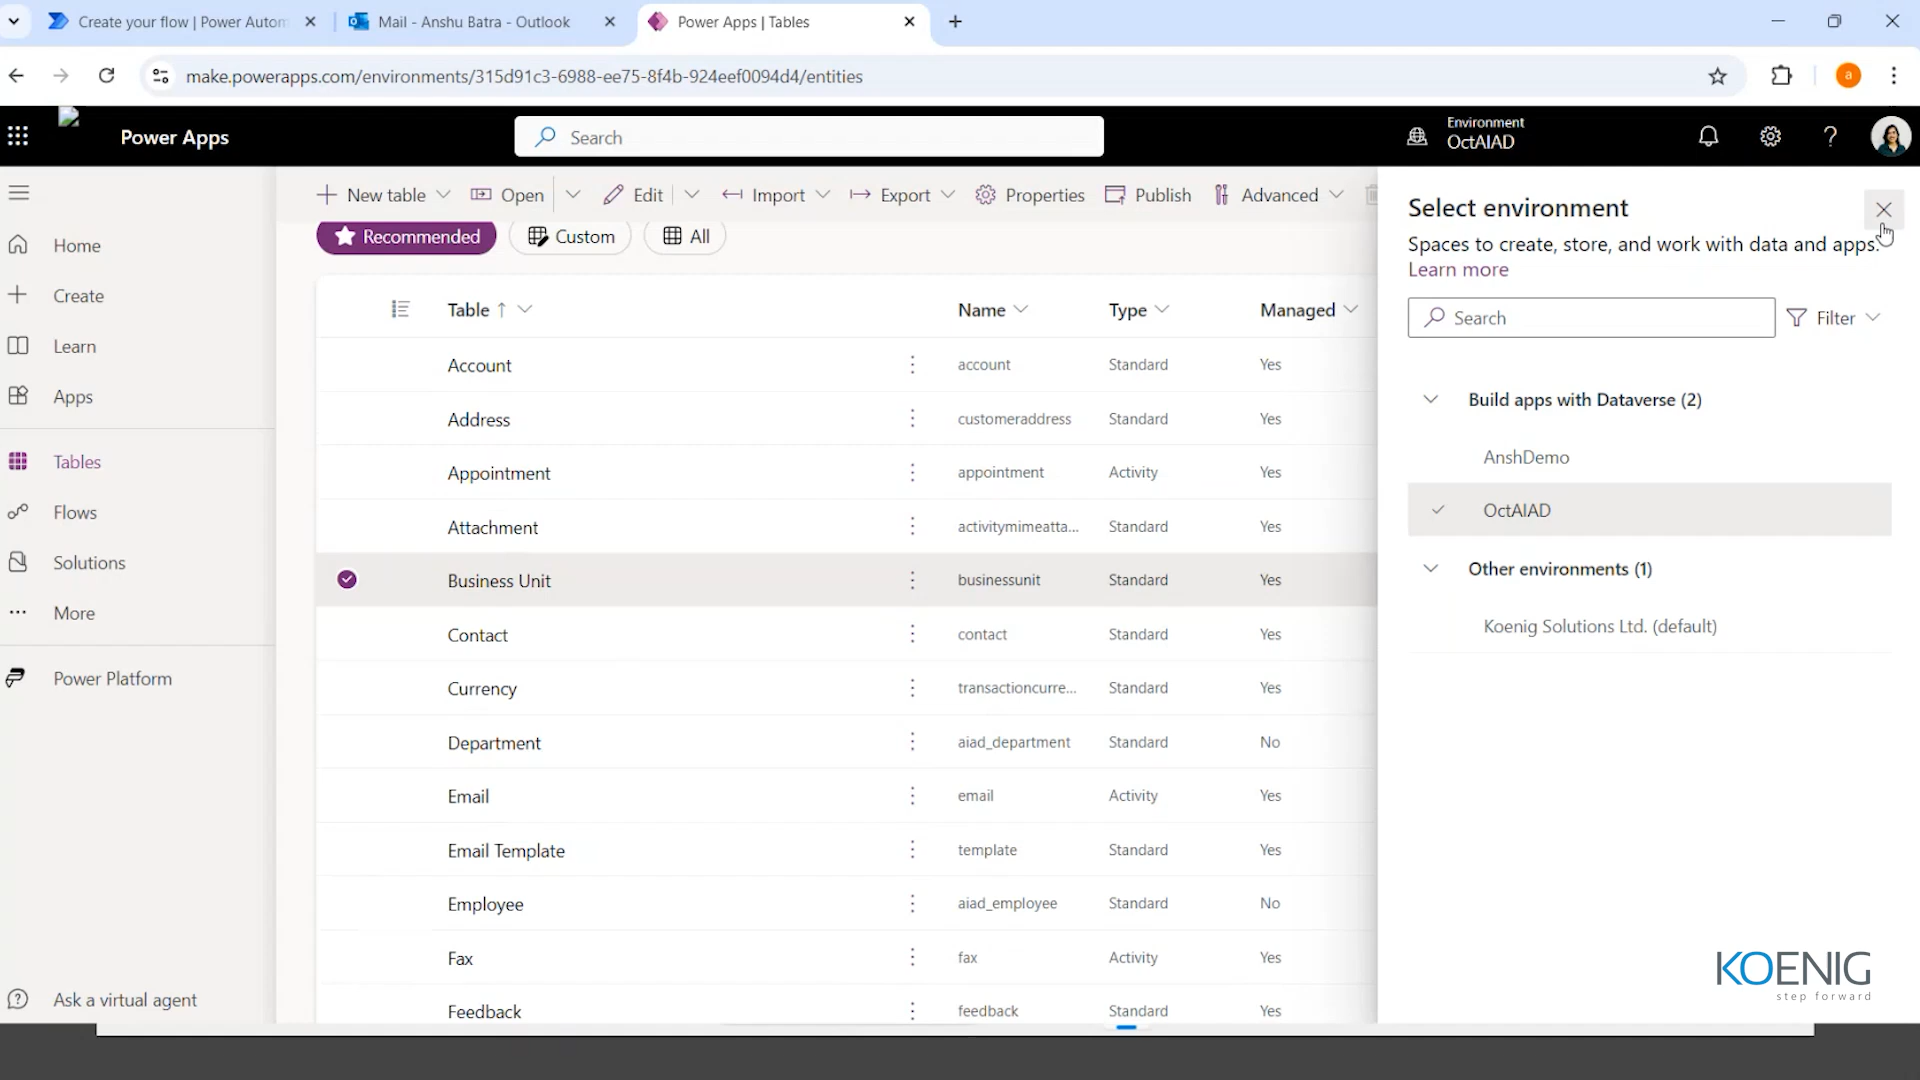 Create your flow | Power Autom
Mail - Anshu Batra - Outlook
Power Apps | Tables
make.powerapps.com/environments/315d91c3-6988-ee75-8f4b-924eef0094d4/entities
Power Apps
Search
Environment
OctAIAD
New table
Open
Edit
Import
Export
Properties
Publish
Advanced
Recommended
Custom
All
Home
Create
Learn
Apps
Tables
Flows
Solutions
More
Power Platform
Ask a virtual agent
Table ↑ Name Type Managed
Account account Standard Yes
Address customeraddress Standard Yes
Appointment appointment Activity Yes
Attachment activitymimeatta... Standard Yes
Business Unit businessunit Standard Yes
Contact contact Standard Yes
Currency transactioncurre... Standard Yes
Department aiad_department Standard No
Email email Activity Yes
Email Template template Standard Yes
Employee aiad_employee Standard No
Fax fax Activity Yes
Feedback feedback Standard Yes
Select environment
Spaces to create, store, and work with data and apps.
Learn more
Search
Filter
Build apps with Dataverse (2)
AnshDemo
OctAIAD
Other environments (1)
Koenig Solutions Ltd. (default)
KOENIG
step forward